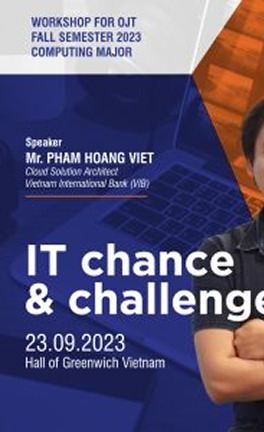 WORKSHOP FOR OJT
FALL SEMESTER 2023
COMPUTING MAJOR
Speaker
Mr. PHAM HOANG VIET
Cloud Solution Architect
Vietnam International Bank (VIB)
IT chance
& challenge
23.09.2023
Hall of Greenwich Vietnam